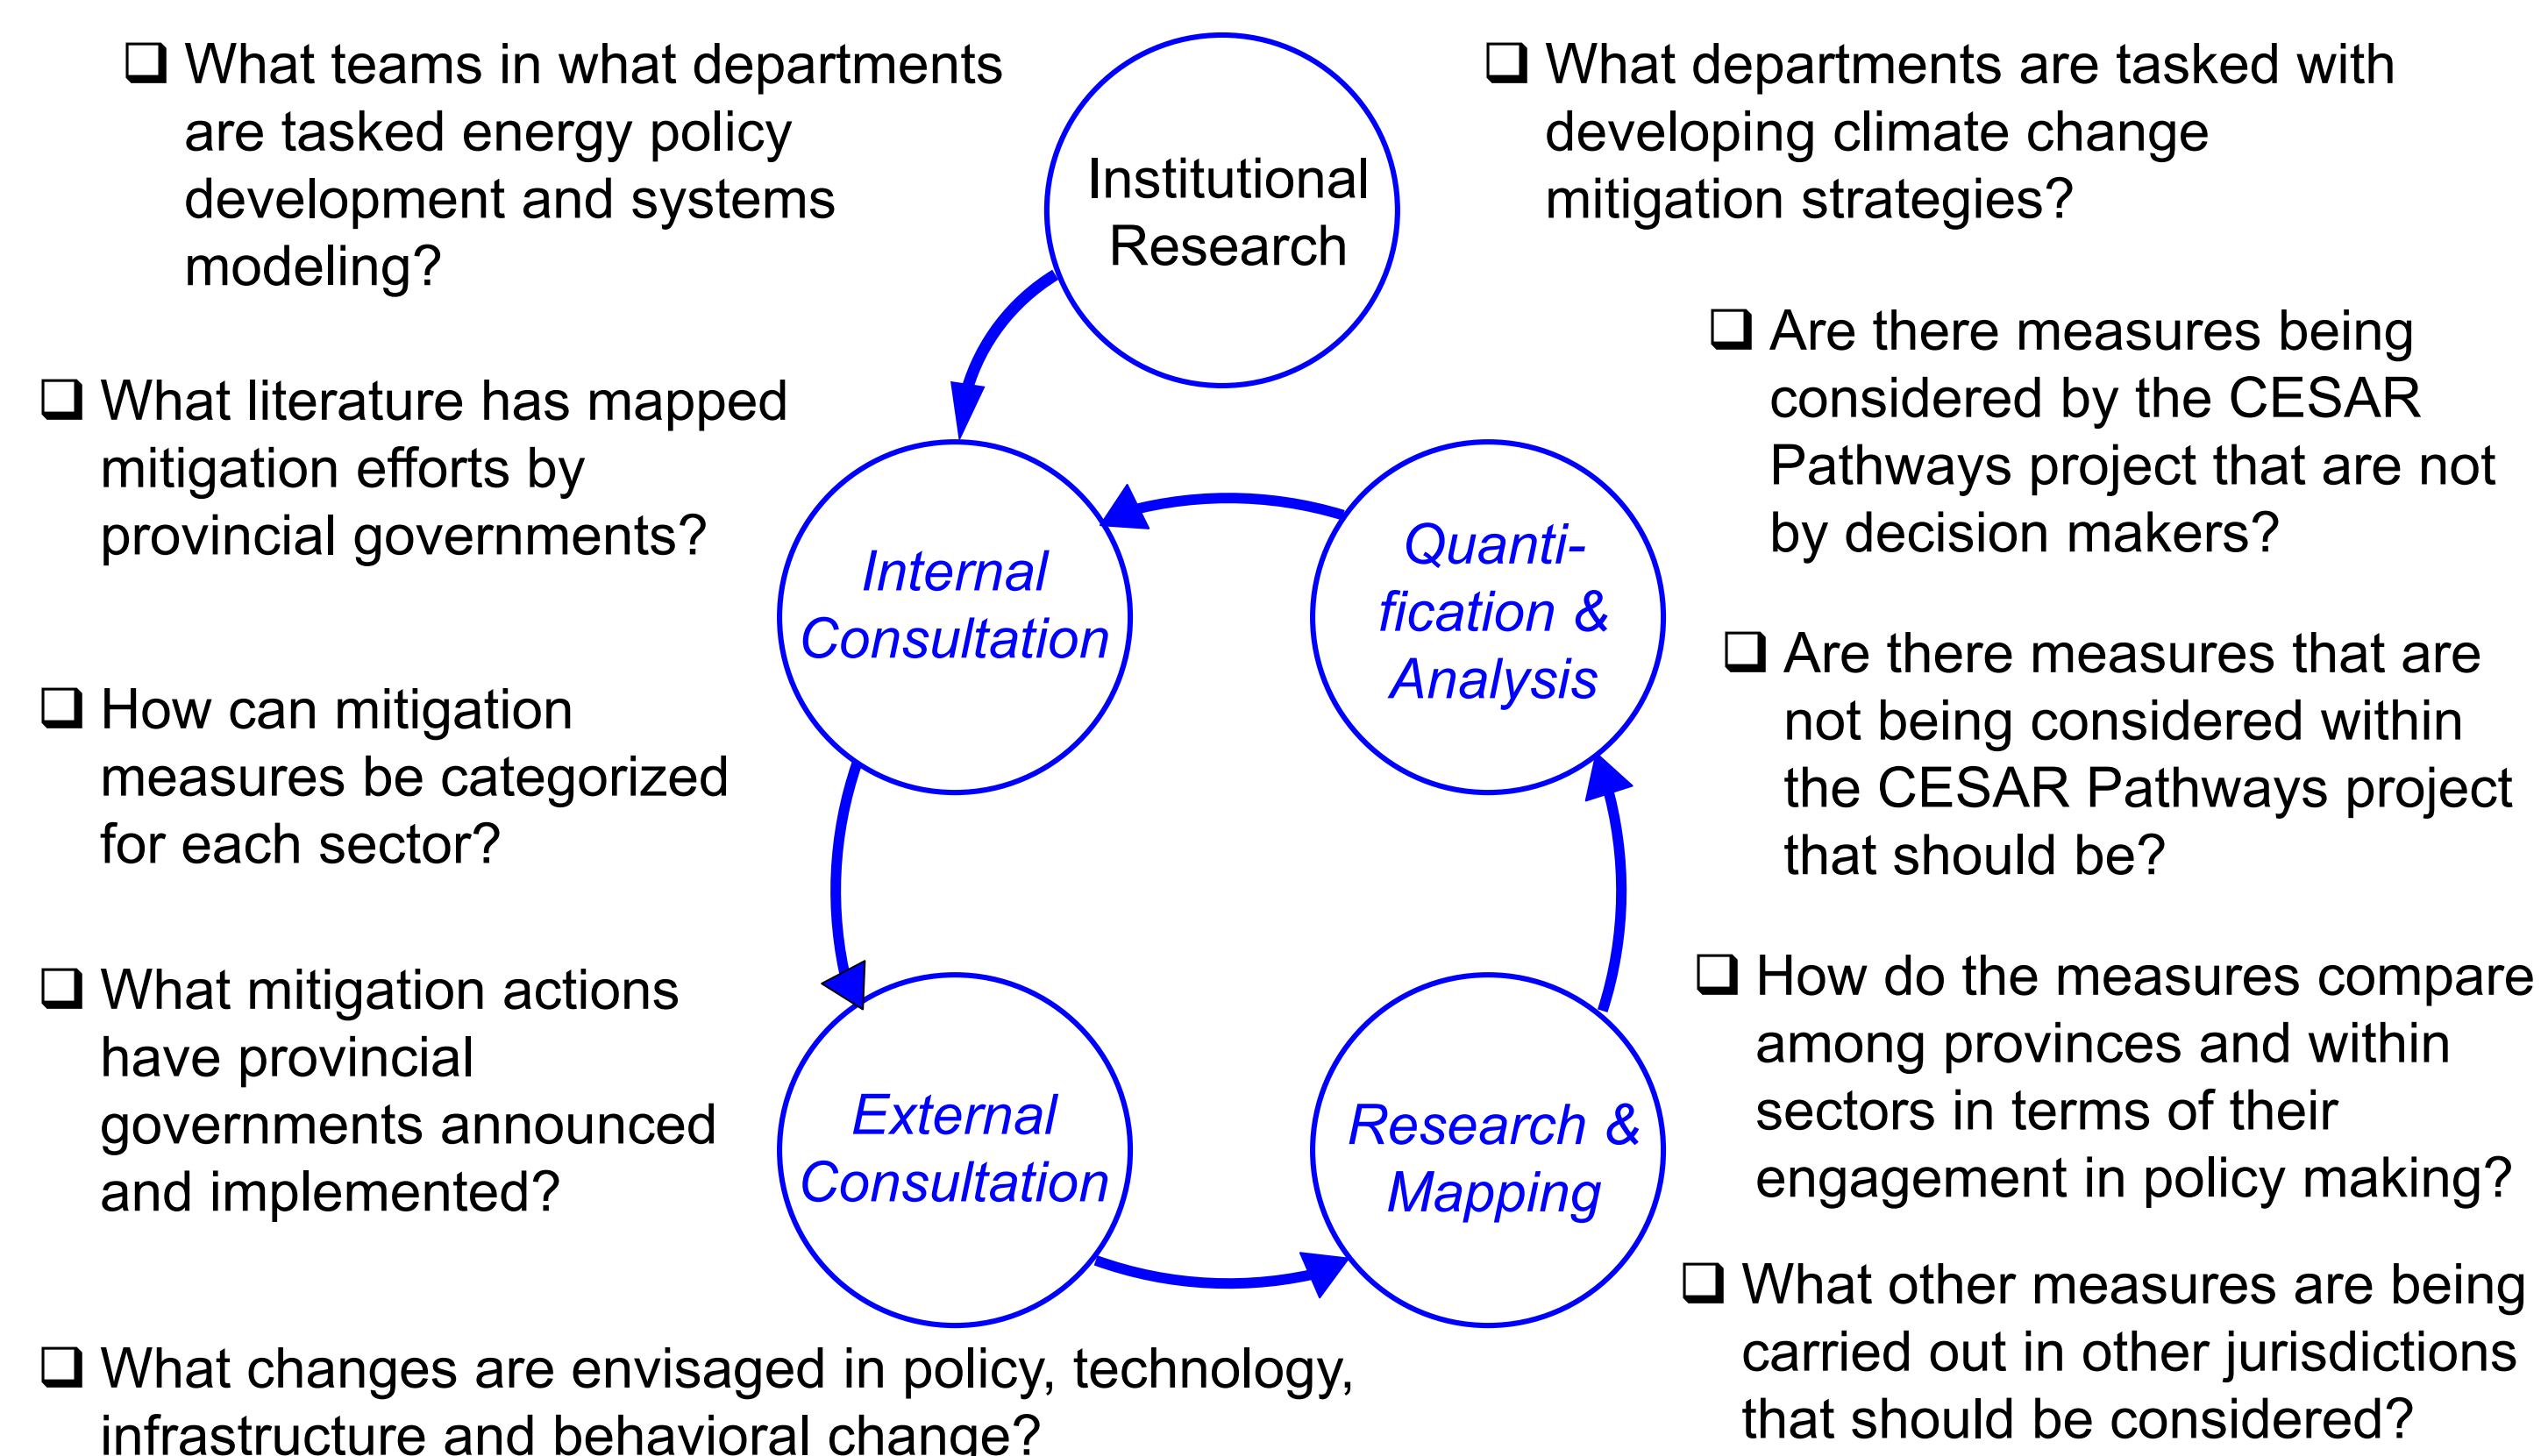 ❑ What teams in what departments
are tasked energy policy
development and systems
modeling?
❑ What literature has mapped
mitigation efforts by
provincial governments?
❑ How can mitigation
measures be categorized
for each sector?
❑ What mitigation actions
have provincial
governments announced
and implemented?
❑ What changes are envisaged in policy, technology,
infrastructure and behavioral change?
Institutional
Research
Internal
Consultation
Quanti-
fication &
Analysis
External
Consultation
Research &
Mapping
❑ What departments are tasked with
developing climate change
mitigation strategies?
❑ Are there measures being
considered by the CESAR
Pathways project that are not
by decision makers?
❑ Are there measures that are
not being considered within
the CESAR Pathways project
that should be?
❑ How do the measures compare
among provinces and within
sectors in terms of their
engagement in policy making?
❑ What other measures are being
carried out in other jurisdictions
that should be considered?